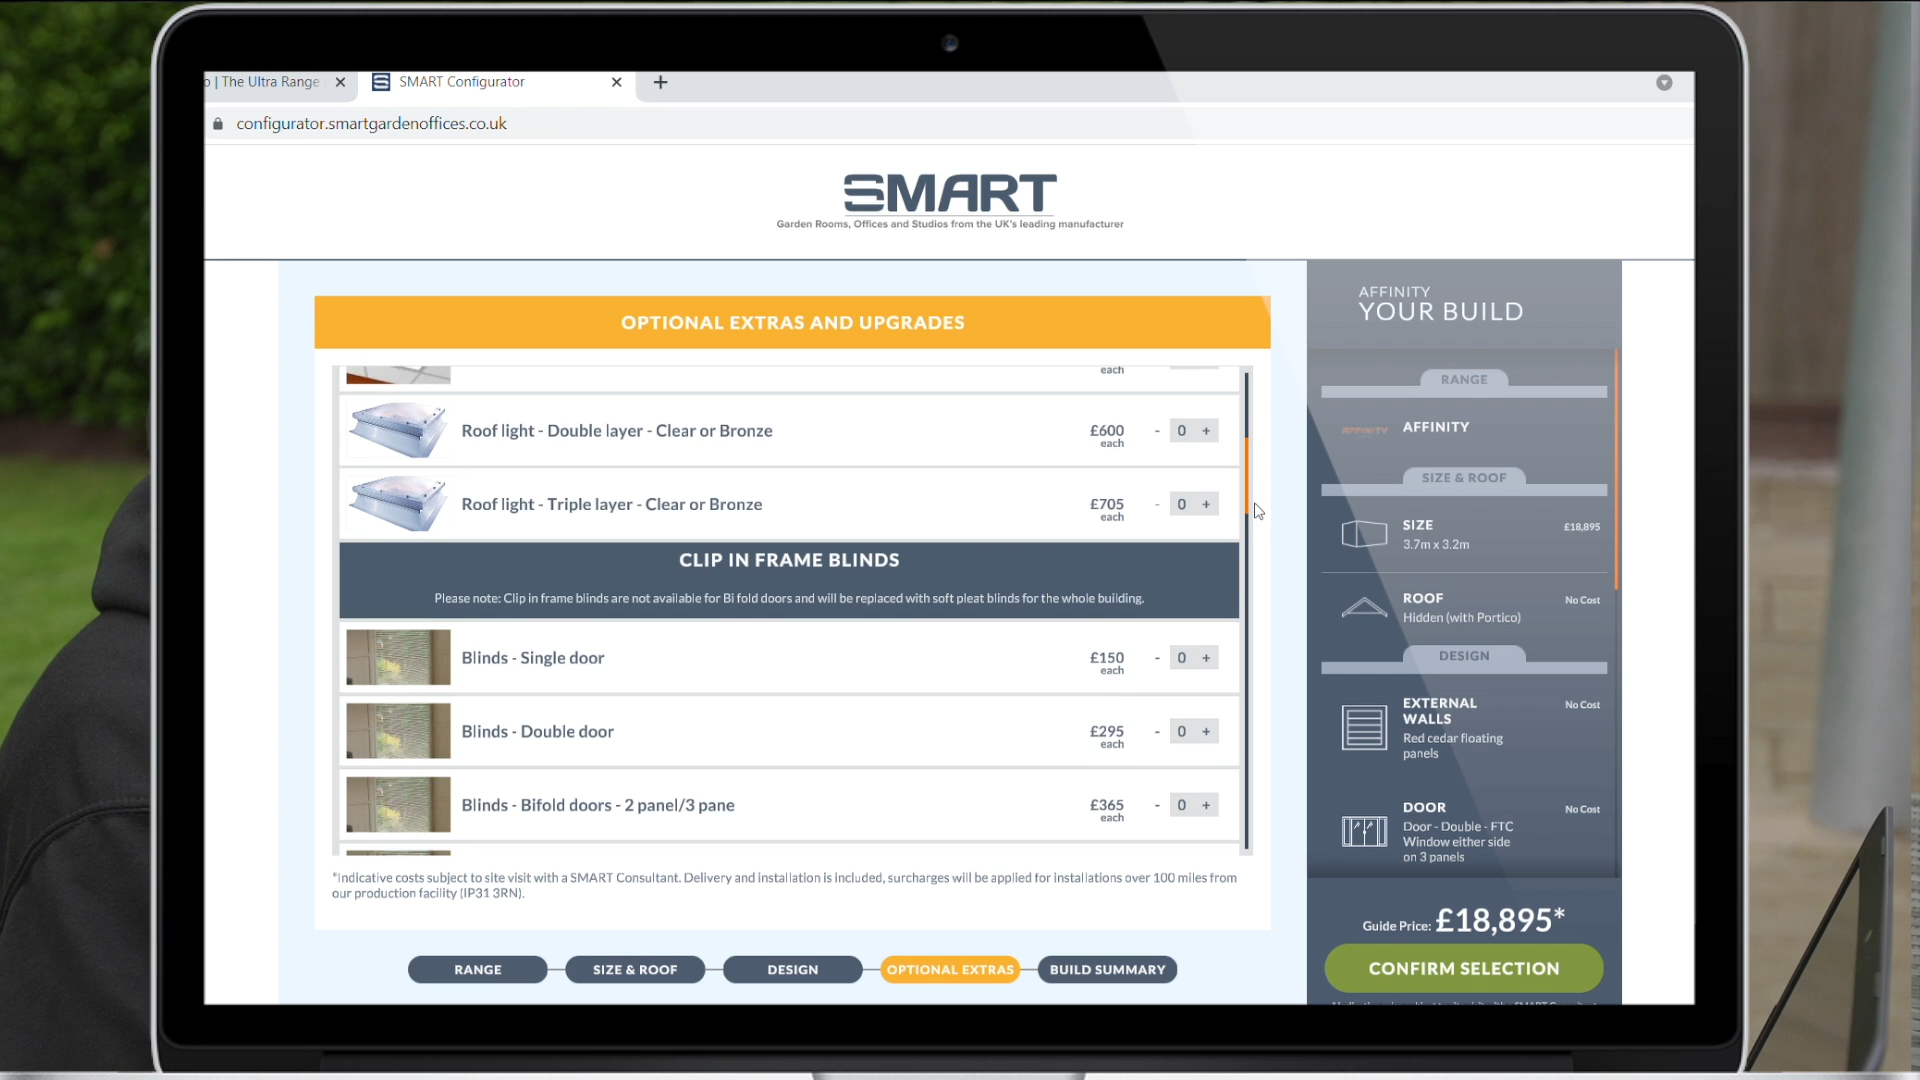 | The Ultra Range
SMART Configurator
configurator.smartgardenoffices.co.uk
SMART
Garden Rooms, Offices and Studios from the UK's leading manufacturer
OPTIONAL EXTRAS AND UPGRADES
each
Roof light - Double layer - Clear or Bronze
£600
each
- 0 +
Roof light - Triple layer - Clear or Bronze
£705
each
- 0 +
CLIP IN FRAME BLINDS
Please note: Clip in frame blinds are not available for Bi fold doors and will be replaced with soft pleat blinds for the whole building.
Blinds - Single door
£150
each
- 0 +
Blinds - Double door
£295
each
- 0 +
Blinds - Bifold doors - 2 panel/3 pane
£365
each
- 0 +
*Indicative costs subject to site visit with a SMART Consultant. Delivery and installation is included, surcharges will be applied for installations over 100 miles from
our production facility (IP31 3RN).
RANGE
SIZE & ROOF
DESIGN
OPTIONAL EXTRAS
BUILD SUMMARY
AFFINITY
YOUR BUILD
RANGE
AFFINITY
AFFINITY
SIZE & ROOF
SIZE
£18,895
3.7m x 3.2m
ROOF
No Cost
Hidden (with Portico)
DESIGN
EXTERNAL
WALLS
No Cost
Red cedar floating
panels
DOOR
No Cost
Door - Double - FTC
Window either side
on 3 panels
Guide Price: £18,895*
CONFIRM SELECTION